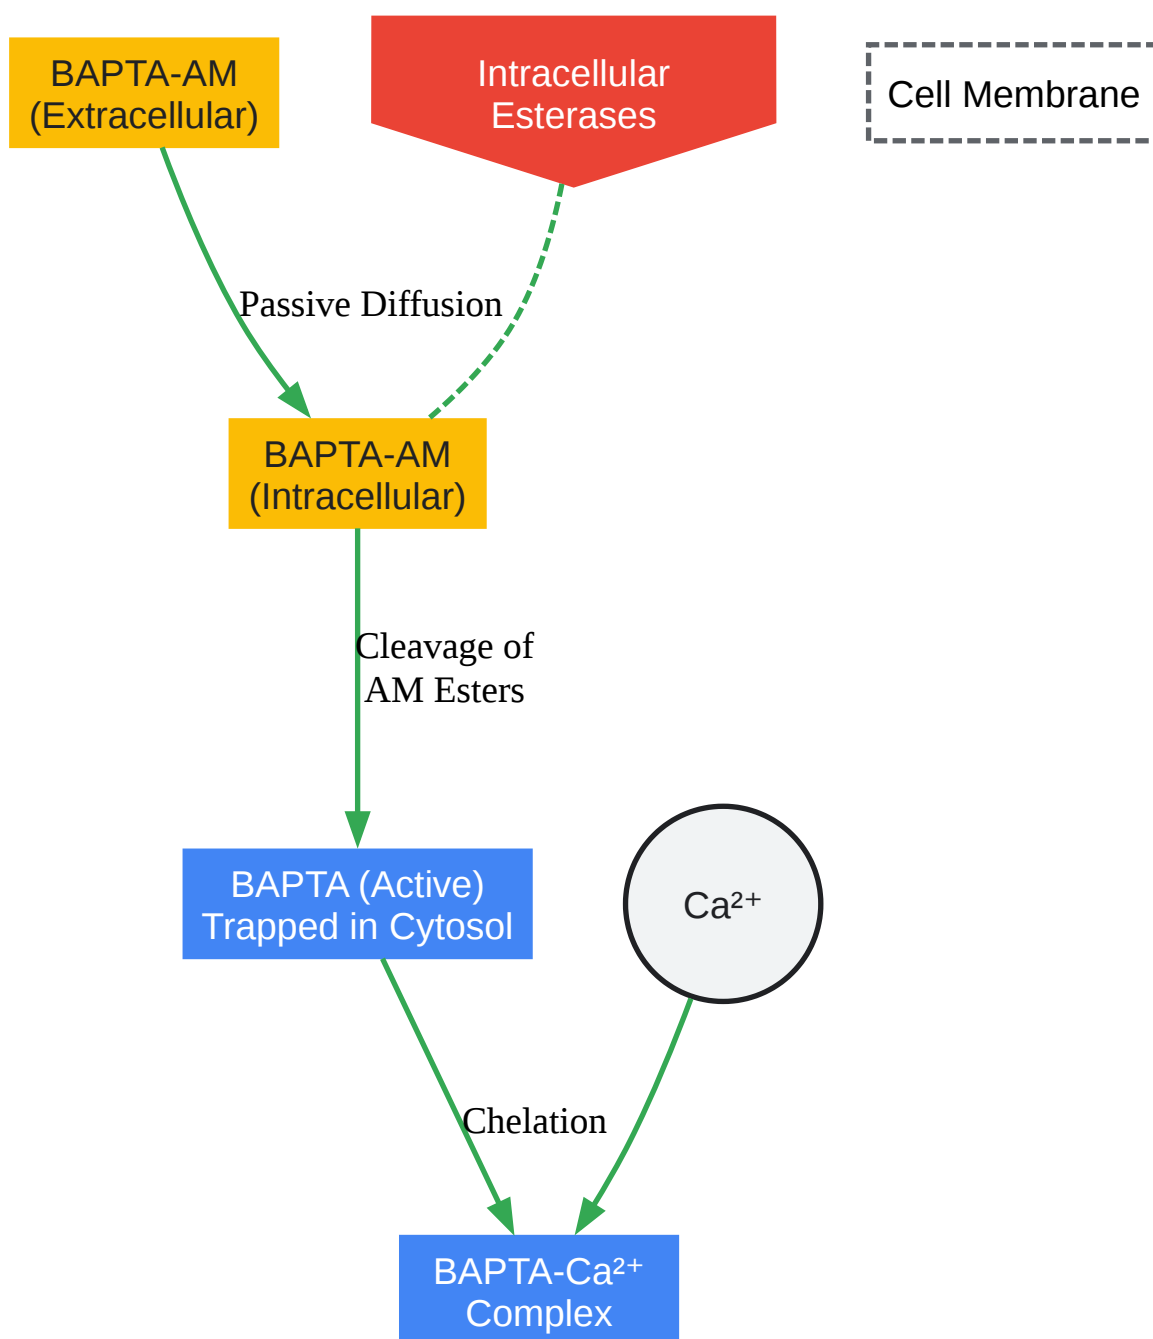 BAPTA-AM
(Extracellular)
Intracellular
Esterases
Cell Membrane
Passive Diffusion
BAPTA-AM
(Intracellular)
Cleavage of
AM Esters
BAPTA (Active)
Trapped in Cytosol
Ca²⁺
Chelation
BAPTA-Ca²⁺
Complex